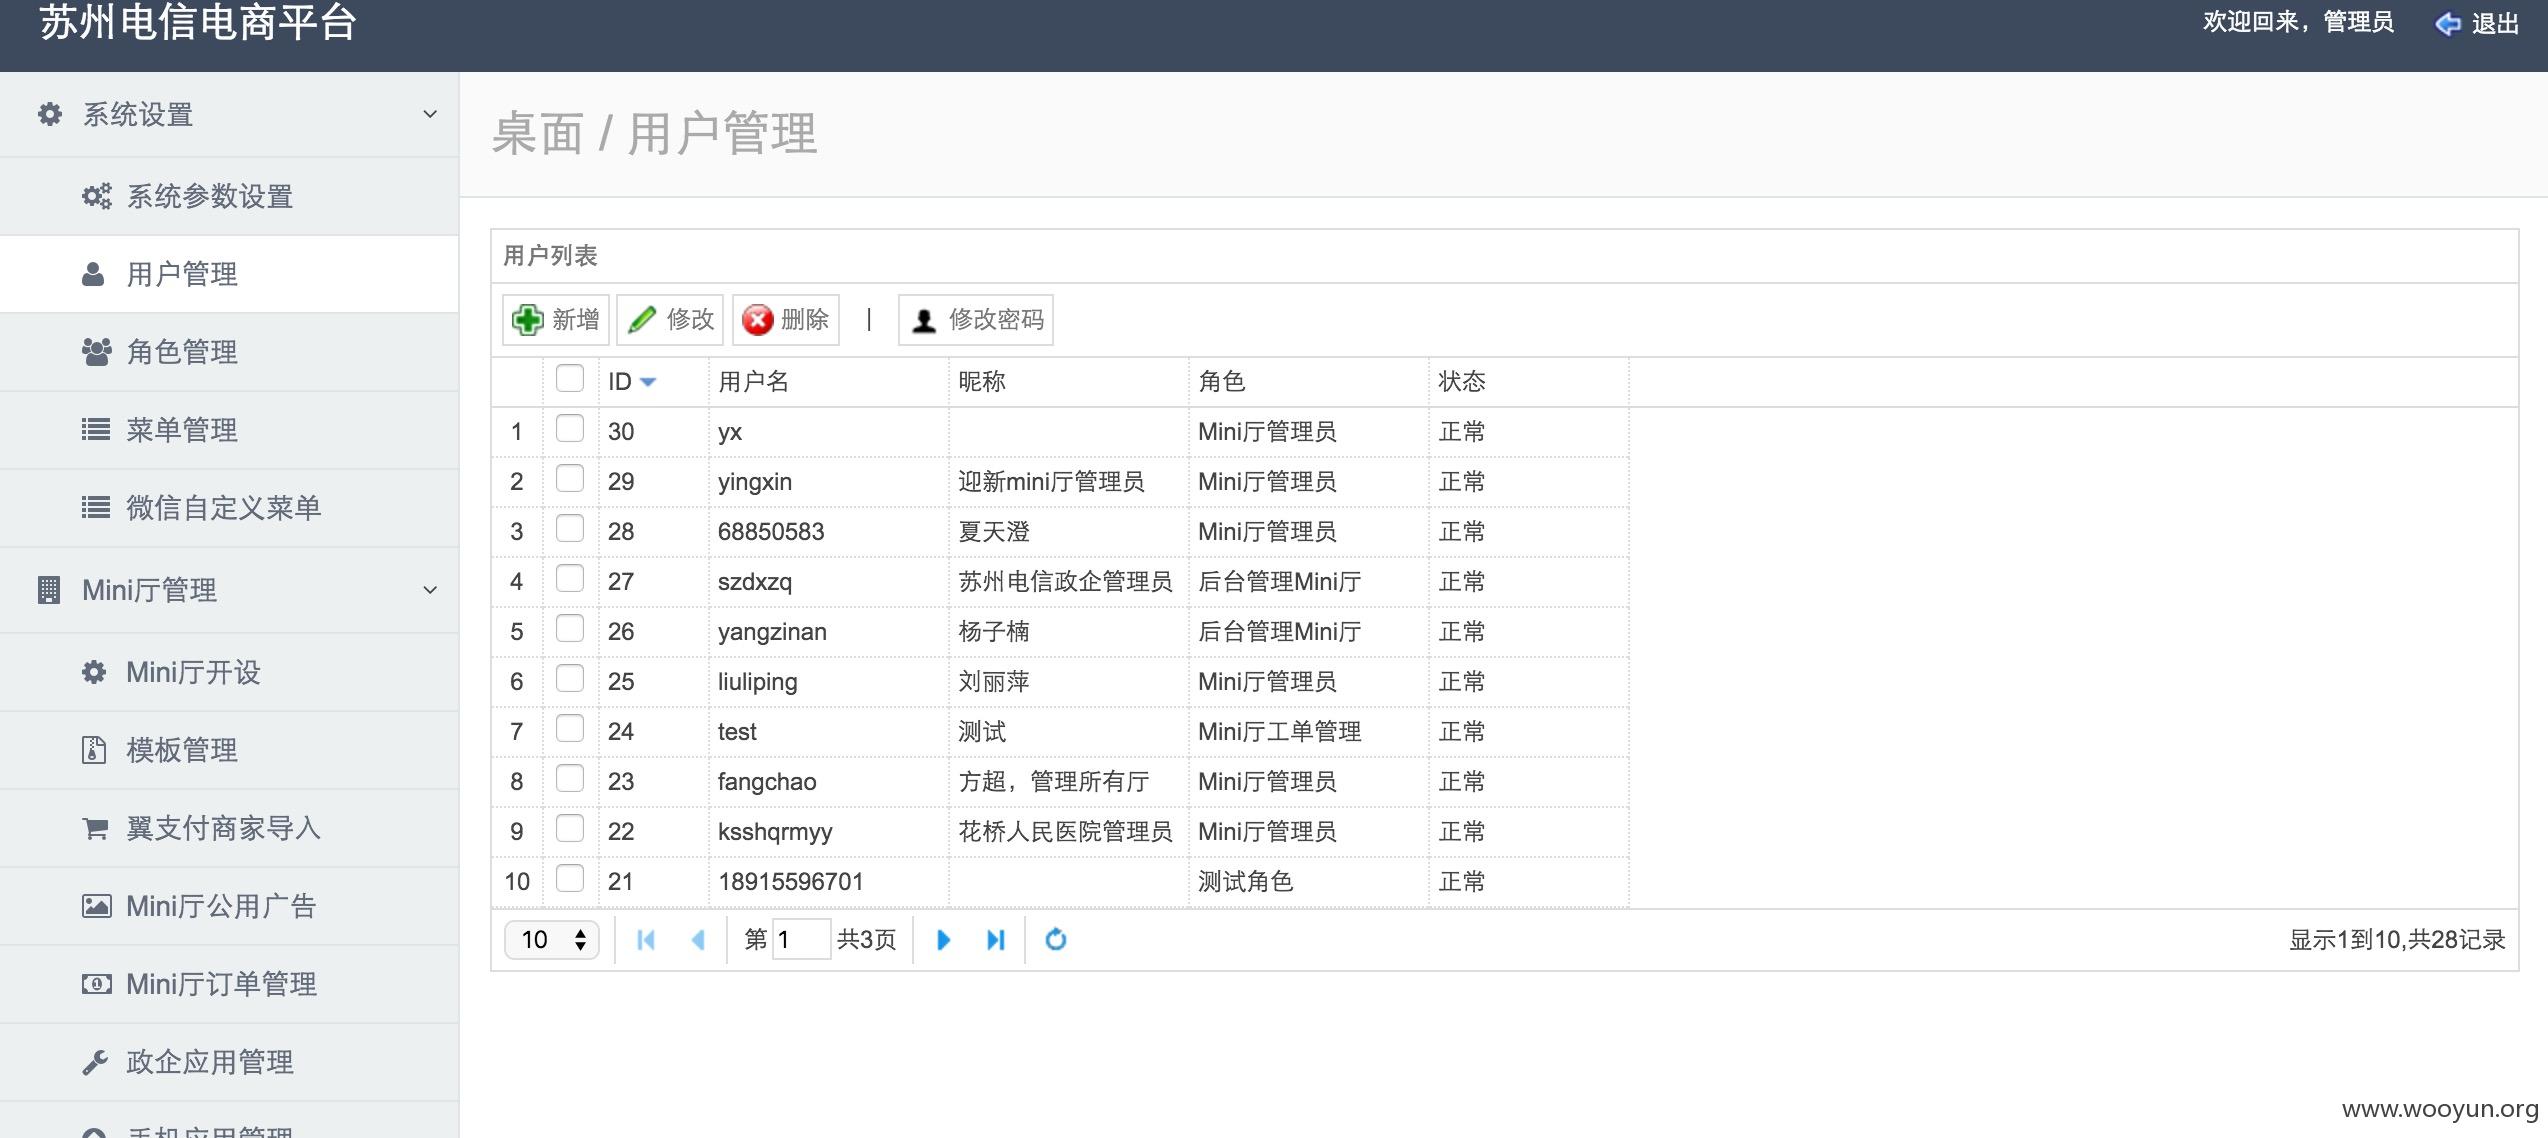 苏州电信电商平台
欢迎回来，管理员 退出
系统设置
系统参数设置
用户管理
角色管理
菜单管理
微信自定义菜单
Mini厅管理
Mini厅开设
模板管理
翼支付商家导入
Mini厅公用广告
Mini厅订单管理
政企应用管理
手机应用管理
桌面 / 用户管理
用户列表
新增 修改 删除 | 修改密码
ID 用户名 昵称 角色 状态
1 30 yx Mini厅管理员 正常
2 29 yingxin 迎新mini厅管理员 Mini厅管理员 正常
3 28 68850583 夏天澄 Mini厅管理员 正常
4 27 szdxzq 苏州电信政企管理员 后台管理Mini厅 正常
5 26 yangzinan 杨子楠 后台管理Mini厅 正常
6 25 liuliping 刘丽萍 Mini厅管理员 正常
7 24 test 测试 Mini厅工单管理 正常
8 23 fangchao 方超，管理所有厅 Mini厅管理员 正常
9 22 ksshqrmyy 花桥人民医院管理员 Mini厅管理员 正常
10 21 18915596701 测试角色 正常
10 第 1 共3页 显示1到10,共28记录
www.wooyun.org